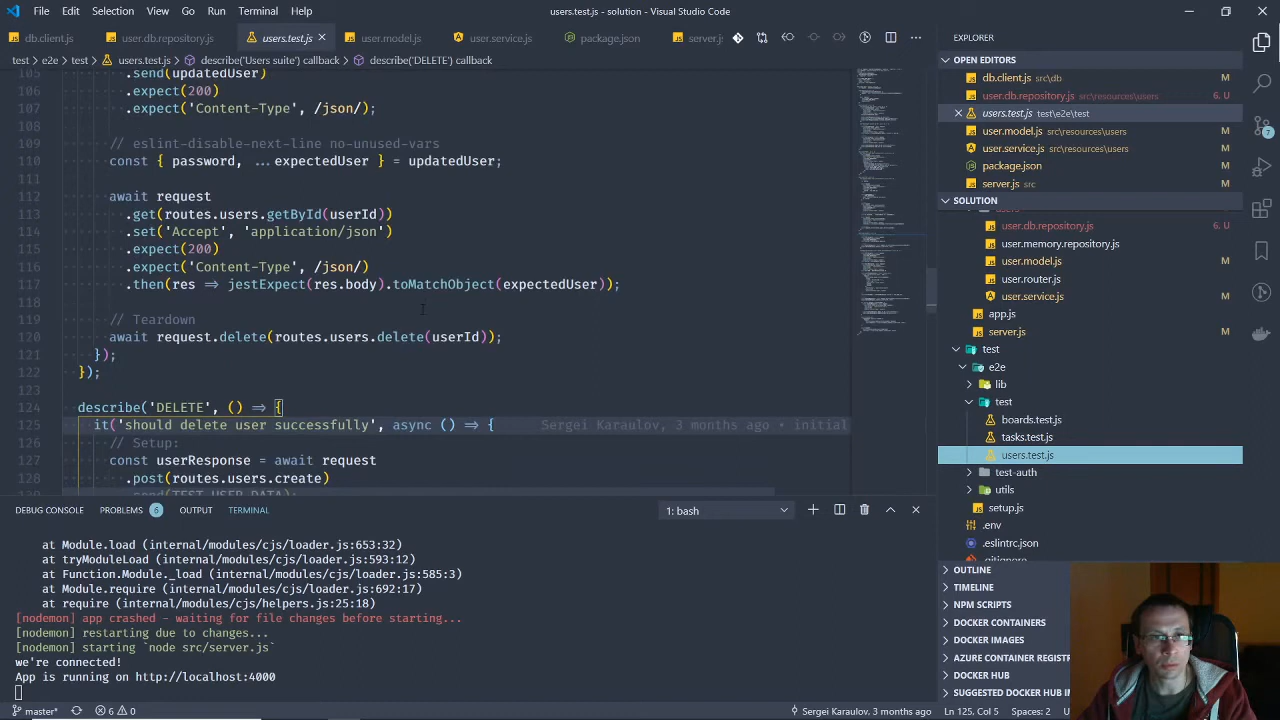 File Edit Selection View Go Run Terminal Help
users.test.js - solution - Visual Studio Code
db.client.js user.db.repository.js users.test.js user.model.js user.service.js package.json server.js
test e2e test users.test.js describe('Users suite') callback describe('DELETE') callback
105 .send(updatedUser)
106 .expect(200)
107 .expect('Content-Type', /json/);
108
109
110 const { password, ...expectedUser } = updatedUser;
111
112 await request
113 .get(routes.users.getById(userId))
114 .set('Accept', 'application/json')
115 .expect(200)
116 .expect('Content-Type', /json/)
117 .then(res => jestExpect(res.body).toMatchObject(expectedUser));
118
119 // Teardown
120 await request.delete(routes.users.delete(userId));
121 });
122 });
123
124 describe('DELETE', () => {
125 it('should delete user successfully', async () => { Sergei Karaulov, 3 months ago • initial
126 // Setup:
127 const userResponse = await request
128 .post(routes.users.create)
129 .send(TEST_USER_DATA);
DEBUG CONSOLE PROBLEMS 6 OUTPUT TERMINAL
1: bash
at Module.load (internal/modules/cjs/loader.js:653:32)
at tryModuleLoad (internal/modules/cjs/loader.js:593:12)
at Function.Module._load (internal/modules/cjs/loader.js:585:3)
at Module.require (internal/modules/cjs/loader.js:692:17)
at require (internal/modules/cjs/helpers.js:25:18)
[nodemon] app crashed - waiting for file changes before starting...
[nodemon] restarting due to changes...
[nodemon] starting `node src/server.js`
we're connected!
App is running on http://localhost:4000
EXPLORER
OPEN EDITORS
db.client.js src\db M
user.db.repository.js src\resources\users 6, U
users.test.js test\e2e\test
user.model.js src\resources\users M
user.service.js src\resources\users M
package.json M
server.js src M
SOLUTION
users
user.db.repository.js 6, U
user.memory.repository.js
user.model.js M
user.router.js
user.service.js M
app.js
server.js M
test
e2e
lib
test
boards.test.js
tasks.test.js
users.test.js
test-auth
utils
setup.js
.env
.eslintrc.json
.gitignore
OUTLINE
TIMELINE
NPM SCRIPTS
DOCKER CONTAINERS
DOCKER IMAGES
AZURE CONTAINER REGIST
DOCKER HUB
SUGGESTED DOCKER HUB IM
master* 6 0 Sergei Karaulov, 3 months ago Ln 125, Col 5 Spaces: 2